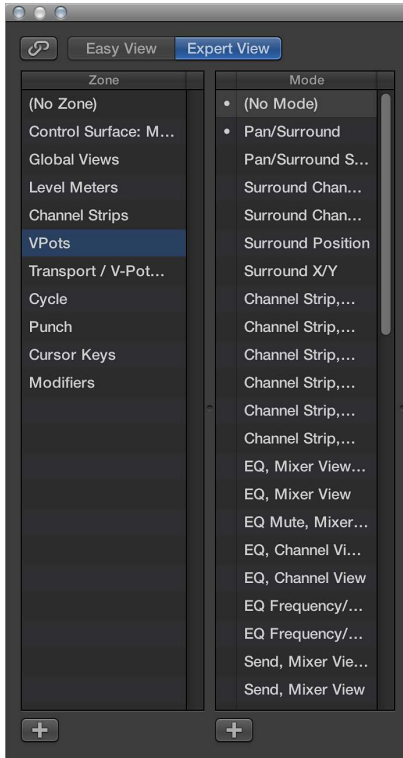 Easy View
Expert View
Zone
(No Zone)
Control Surface: M...
Global Views
Level Meters
Channel Strips
VPots
Transport / V-Pot...
Cycle
Punch
Cursor Keys
Modifiers
Mode
• (No Mode)
• Pan/Surround
Pan/Surround S...
Surround Chan...
Surround Chan...
Surround Position
Surround X/Y
Channel Strip,...
Channel Strip,...
Channel Strip,...
Channel Strip,...
Channel Strip,...
Channel Strip,...
EQ, Mixer View...
EQ, Mixer View
EQ Mute, Mixer...
EQ, Channel Vi...
EQ, Channel View
EQ Frequency/...
EQ Frequency/...
Send, Mixer Vie...
Send, Mixer View